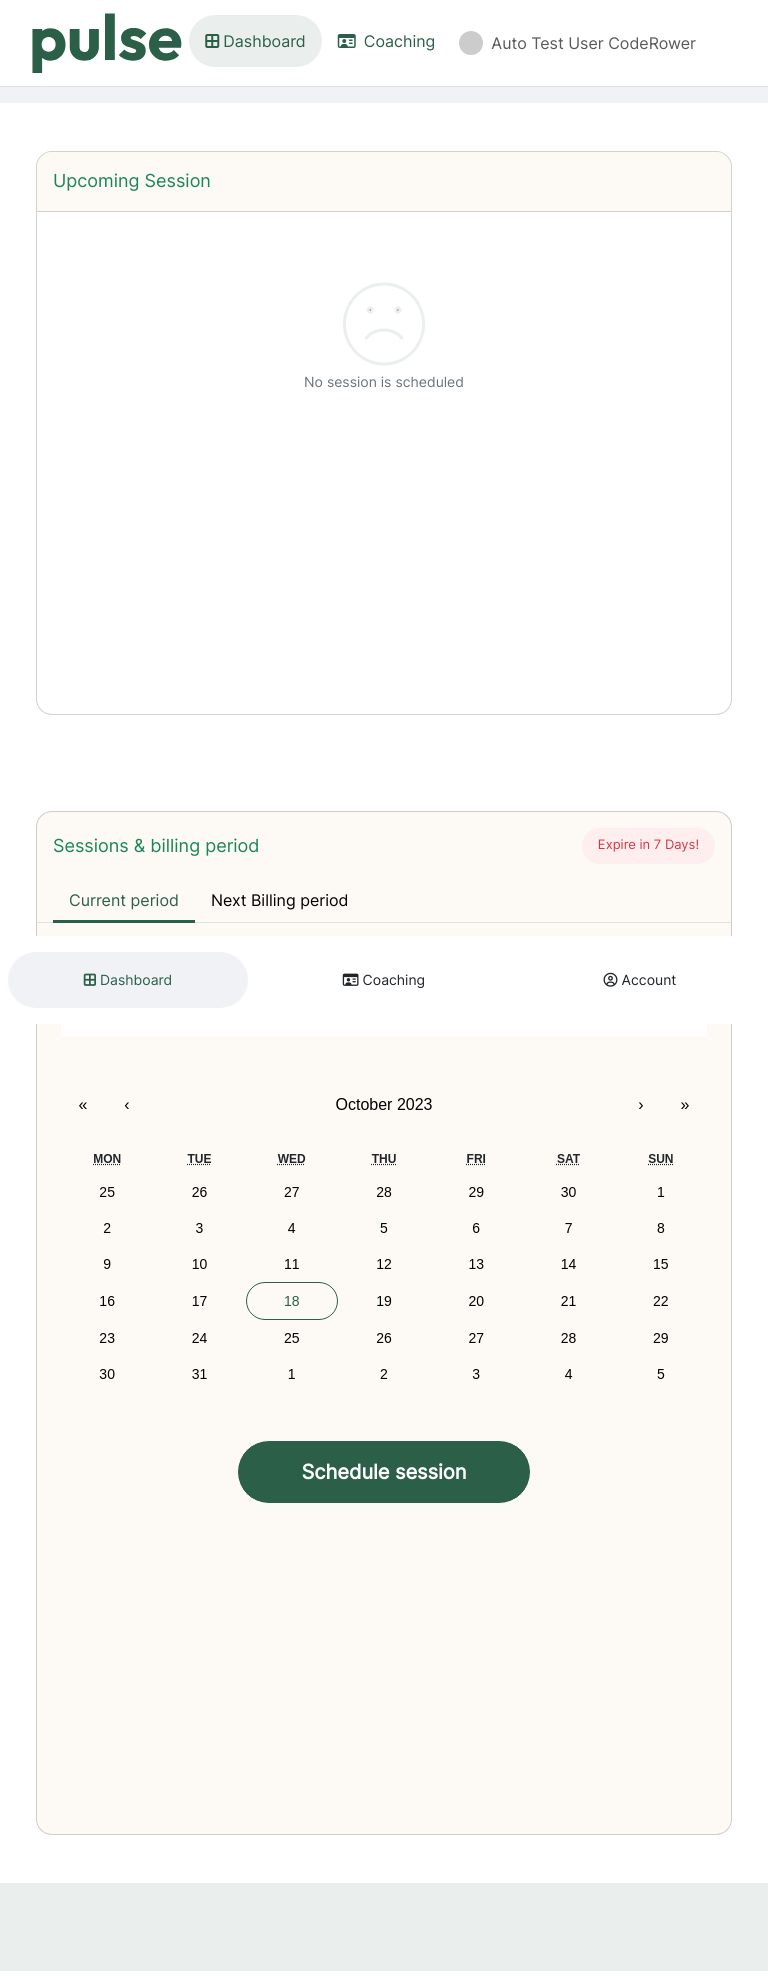 pulse Dashboard Coaching Auto Test User CodeRower
Upcoming Session
No session is scheduled
Sessions & billing period Expire in 7 Days!
Current period Next Billing period
Dashboard Coaching Account
« ‹ October 2023 › »
MON TUE WED THU FRI SAT SUN
25 26 27 28 29 30 1
2 3 4 5 6 7 8
9 10 11 12 13 14 15
16 17 18 19 20 21 22
23 24 25 26 27 28 29
30 31 1 2 3 4 5
Schedule session